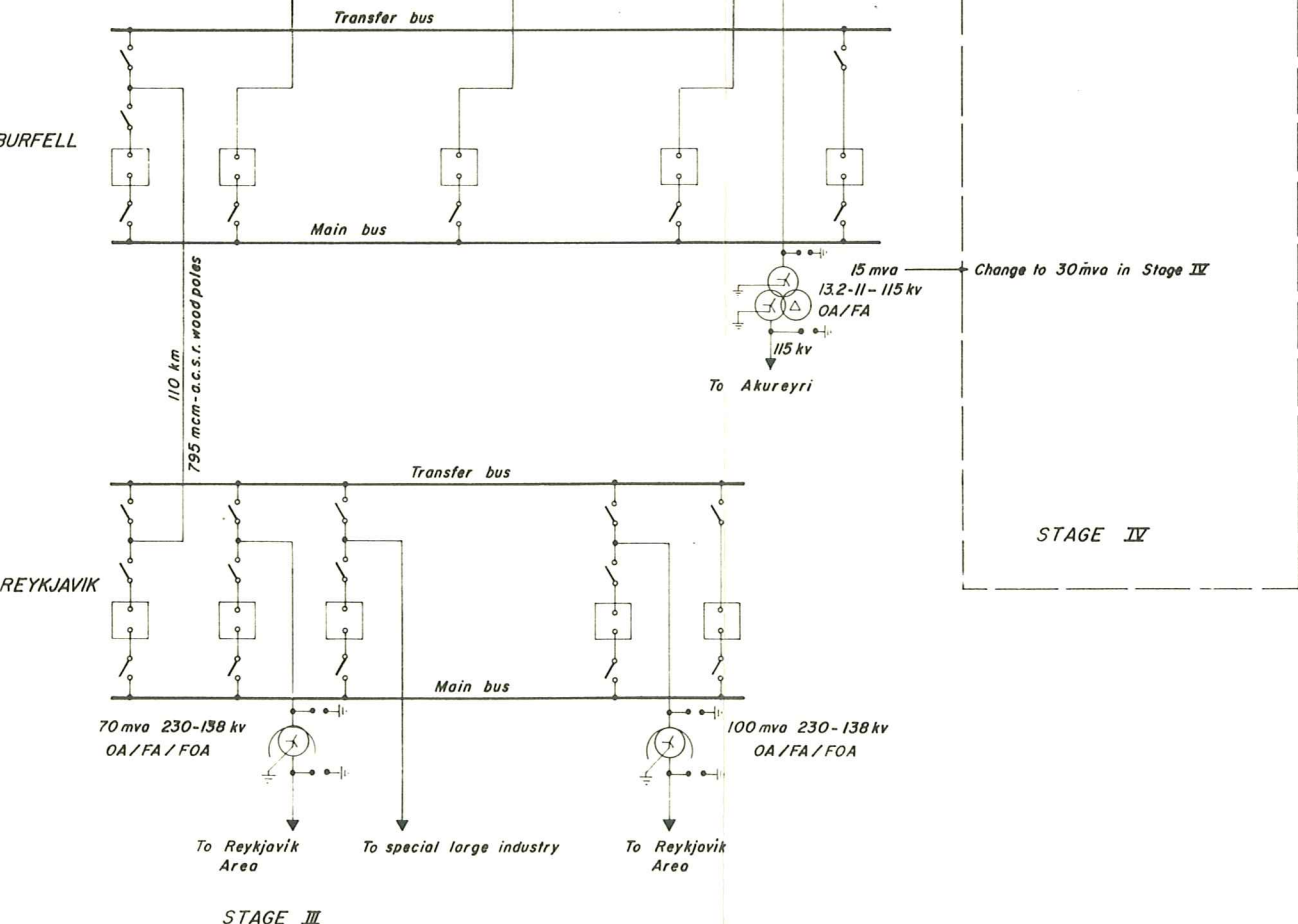 Transfer bus
BURFELL
Main bus
15 mva
Change to 30 mva in Stage IV
13.2-11-115 kv
OA/FA
115 kv
To Akureyri
110 km
795 mcm-a.c.s.r. wood poles
Transfer bus
STAGE IV
REYKJAVIK
Main bus
70 mva 230-138 kv
OA/FA/FOA
100 mva 230-138 kv
OA/FA/FOA
To Reykjavik
Area
To special large industry
To Reykjavik
Area
STAGE III